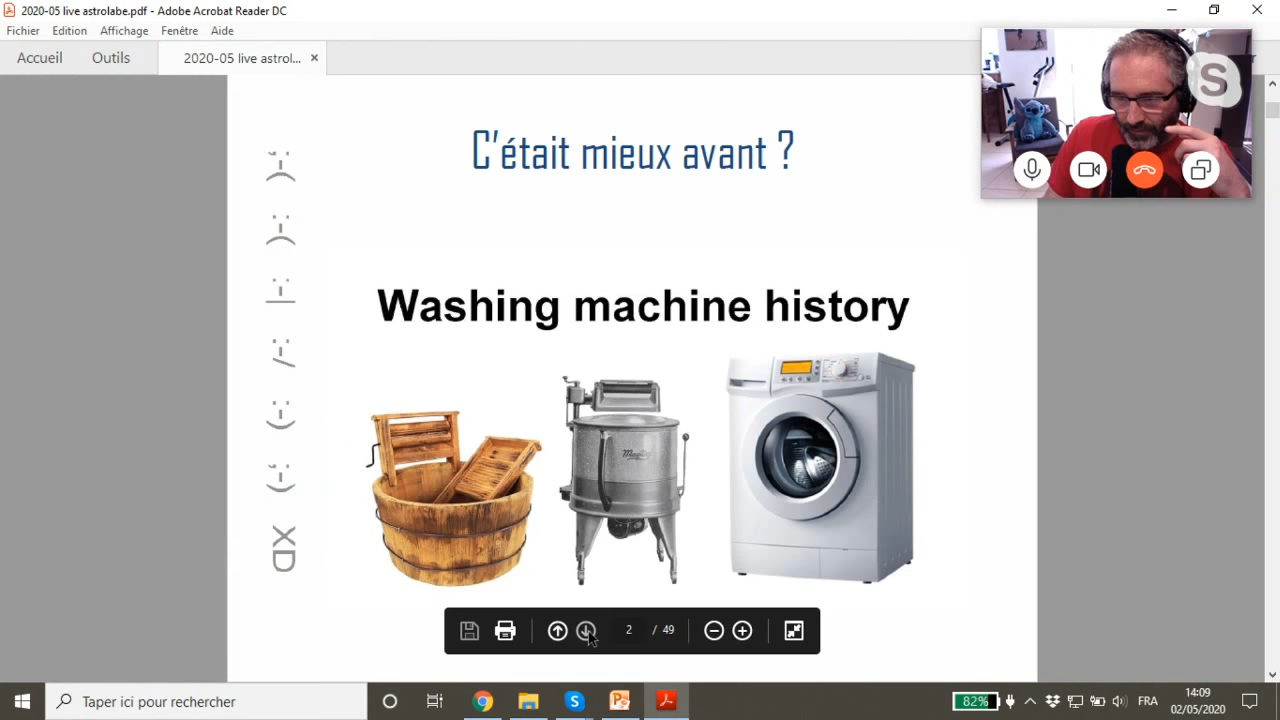 2020-05 live astrolabe.pdf - Adobe Acrobat Reader DC
Fichier Edition Affichage Fenêtre Aide
Accueil Outils 2020-05 live astrol... ×
S
C'était mieux avant ?
Washing machine history
Maytag
XD
2 / 49
Taper ici pour rechercher
82%
FRA
14:09
02/05/2020